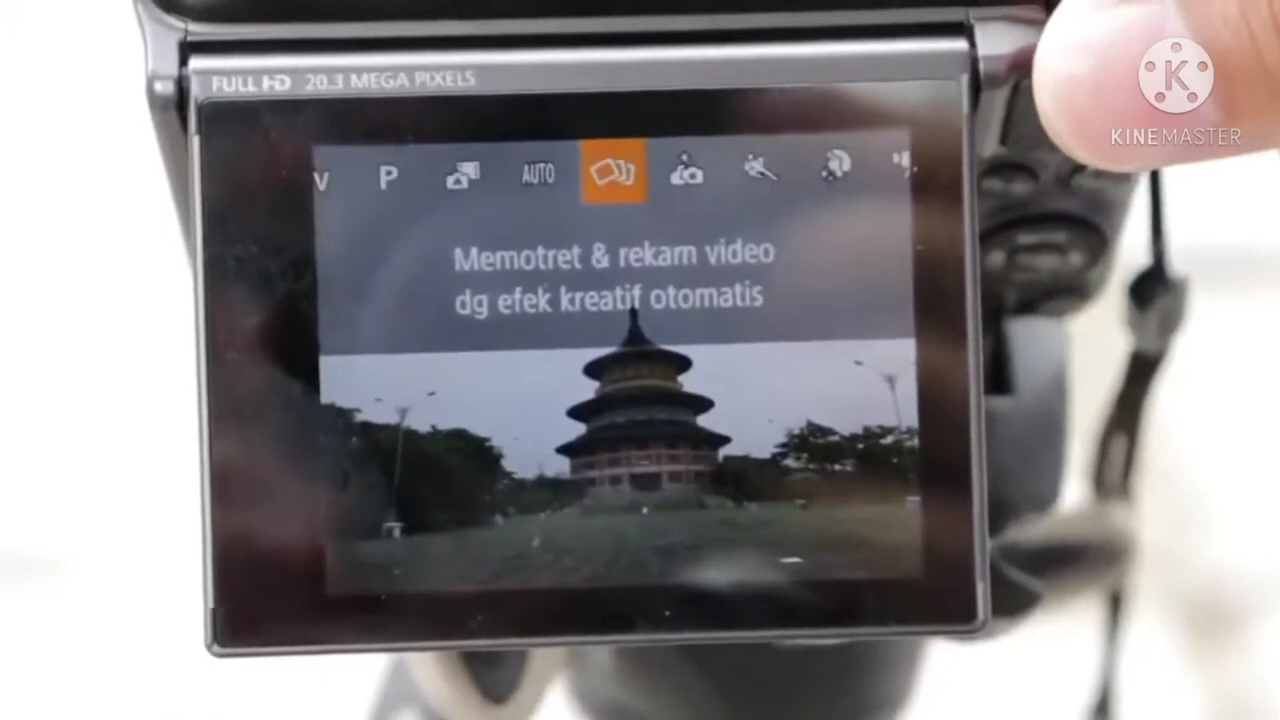 FULL HD 20.3 MEGA PIXELS
K
KINEMASTER
V P AUTO
Memotret & rekam video
dg efek kreatif otomatis